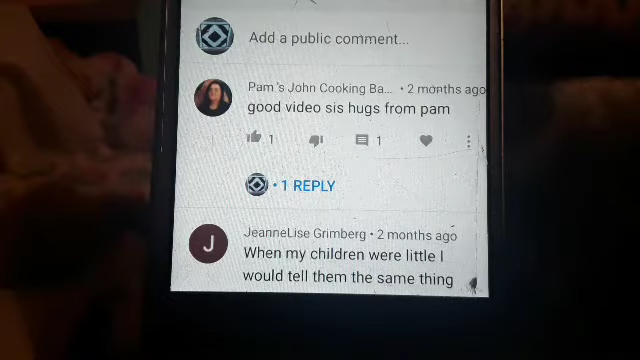 Add a public comment...
Pam's John Cooking Ba... • 2 months ago
good video sis hugs from pam
1
1
• 1 REPLY
J
JeanneLise Grimberg • 2 months ago
When my children were little I
would tell them the same thing